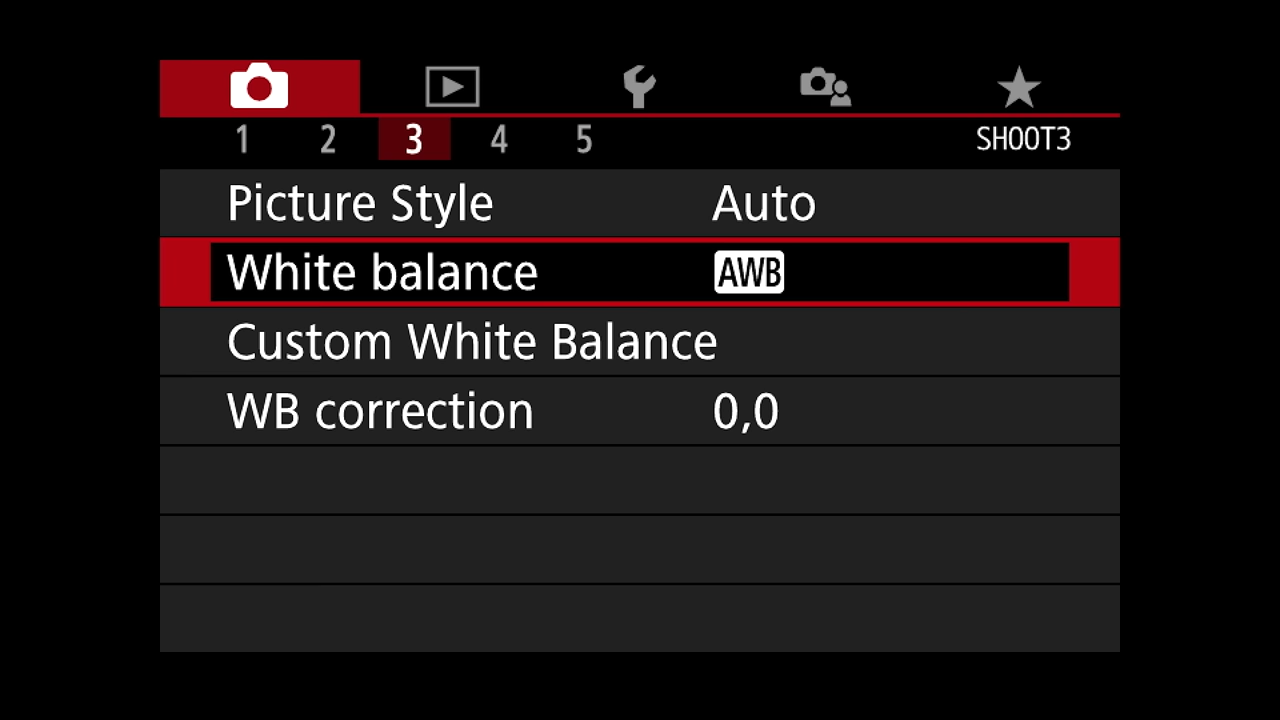 1 2 3 4 5 SHOOT3
Picture Style Auto
White balance AWB
Custom White Balance
WB correction 0,0